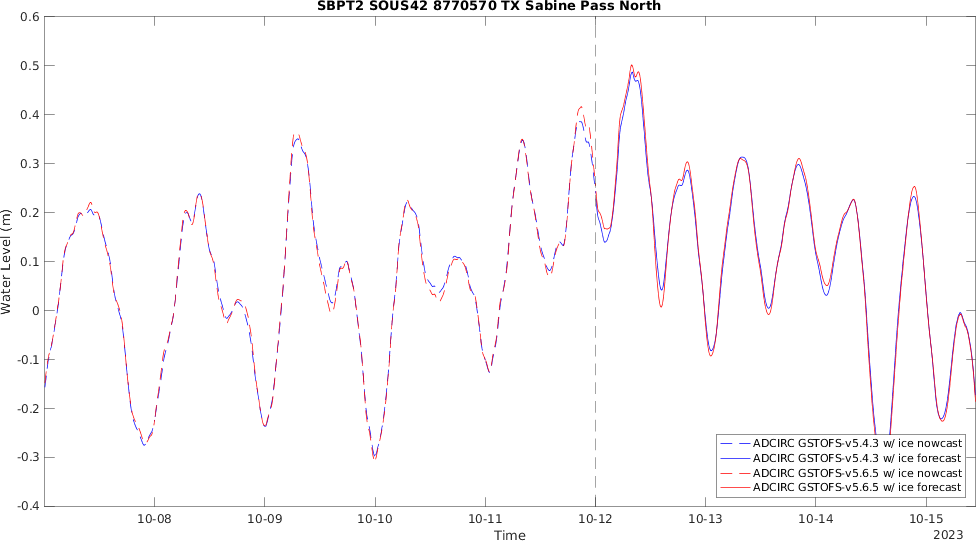 SBPT2 SOUS42 8770570 TX Sabine Pass North
0.6
0.5
0.4
0.3
0.2
0.1
0
-0.1
-0.2
-0.3
-0.4
Water Level (m)
ADCIRC GSTOFS-v5.4.3 w/ ice nowcast
ADCIRC GSTOFS-v5.4.3 w/ ice forecast
ADCIRC GSTOFS-v5.6.5 w/ ice nowcast
ADCIRC GSTOFS-v5.6.5 w/ ice forecast
10-08 10-09 10-10 10-11 10-12 10-13 10-14 10-15
Time
2023